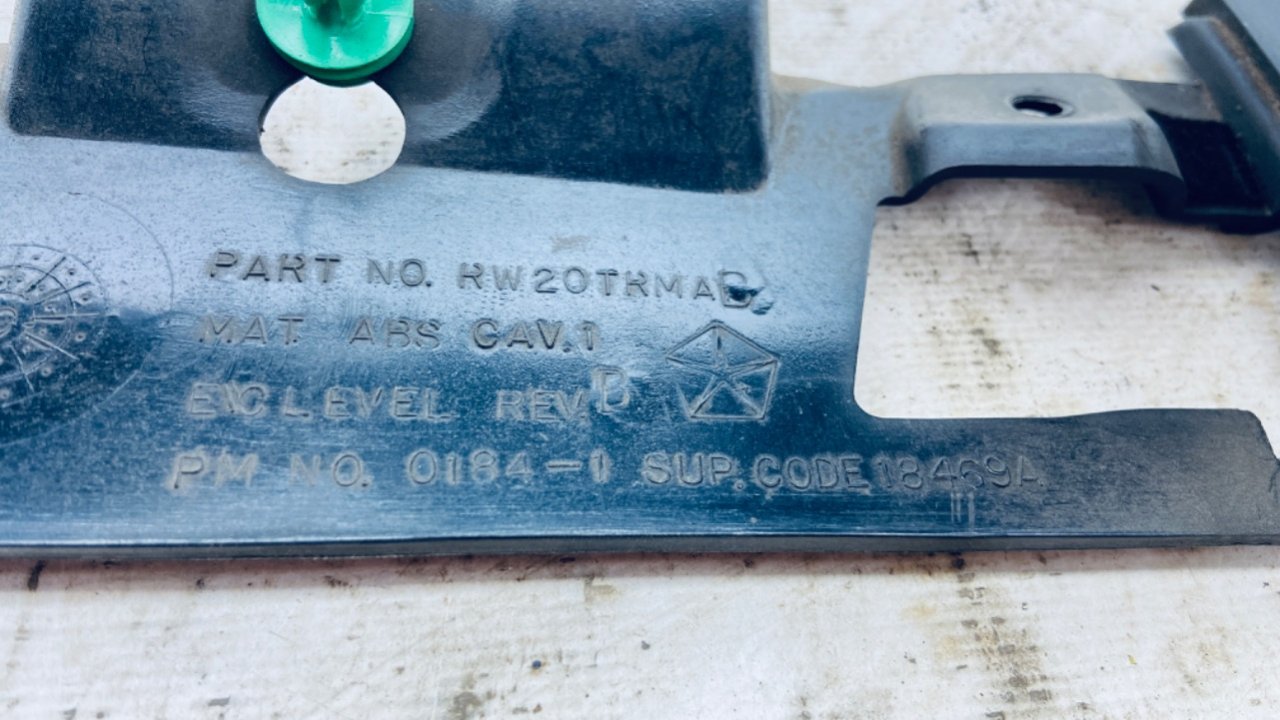 PART NO. RW20TRMAB
MAT. ABS CAV.1
E\C LEVEL REV. B
PM NO. 0184-1 SUP. CODE 18469A